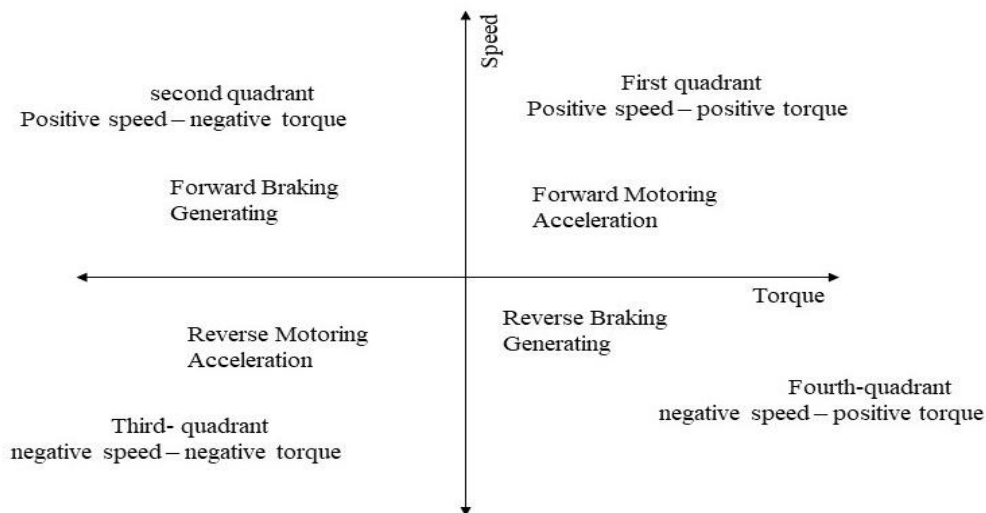 Speed
second quadrant
Positive speed – negative torque
First quadrant
Positive speed – positive torque
Forward Braking
Generating
Forward Motoring
Acceleration
Torque
Reverse Motoring
Acceleration
Reverse Braking
Generating
Third- quadrant
negative speed – negative torque
Fourth-quadrant
negative speed – positive torque